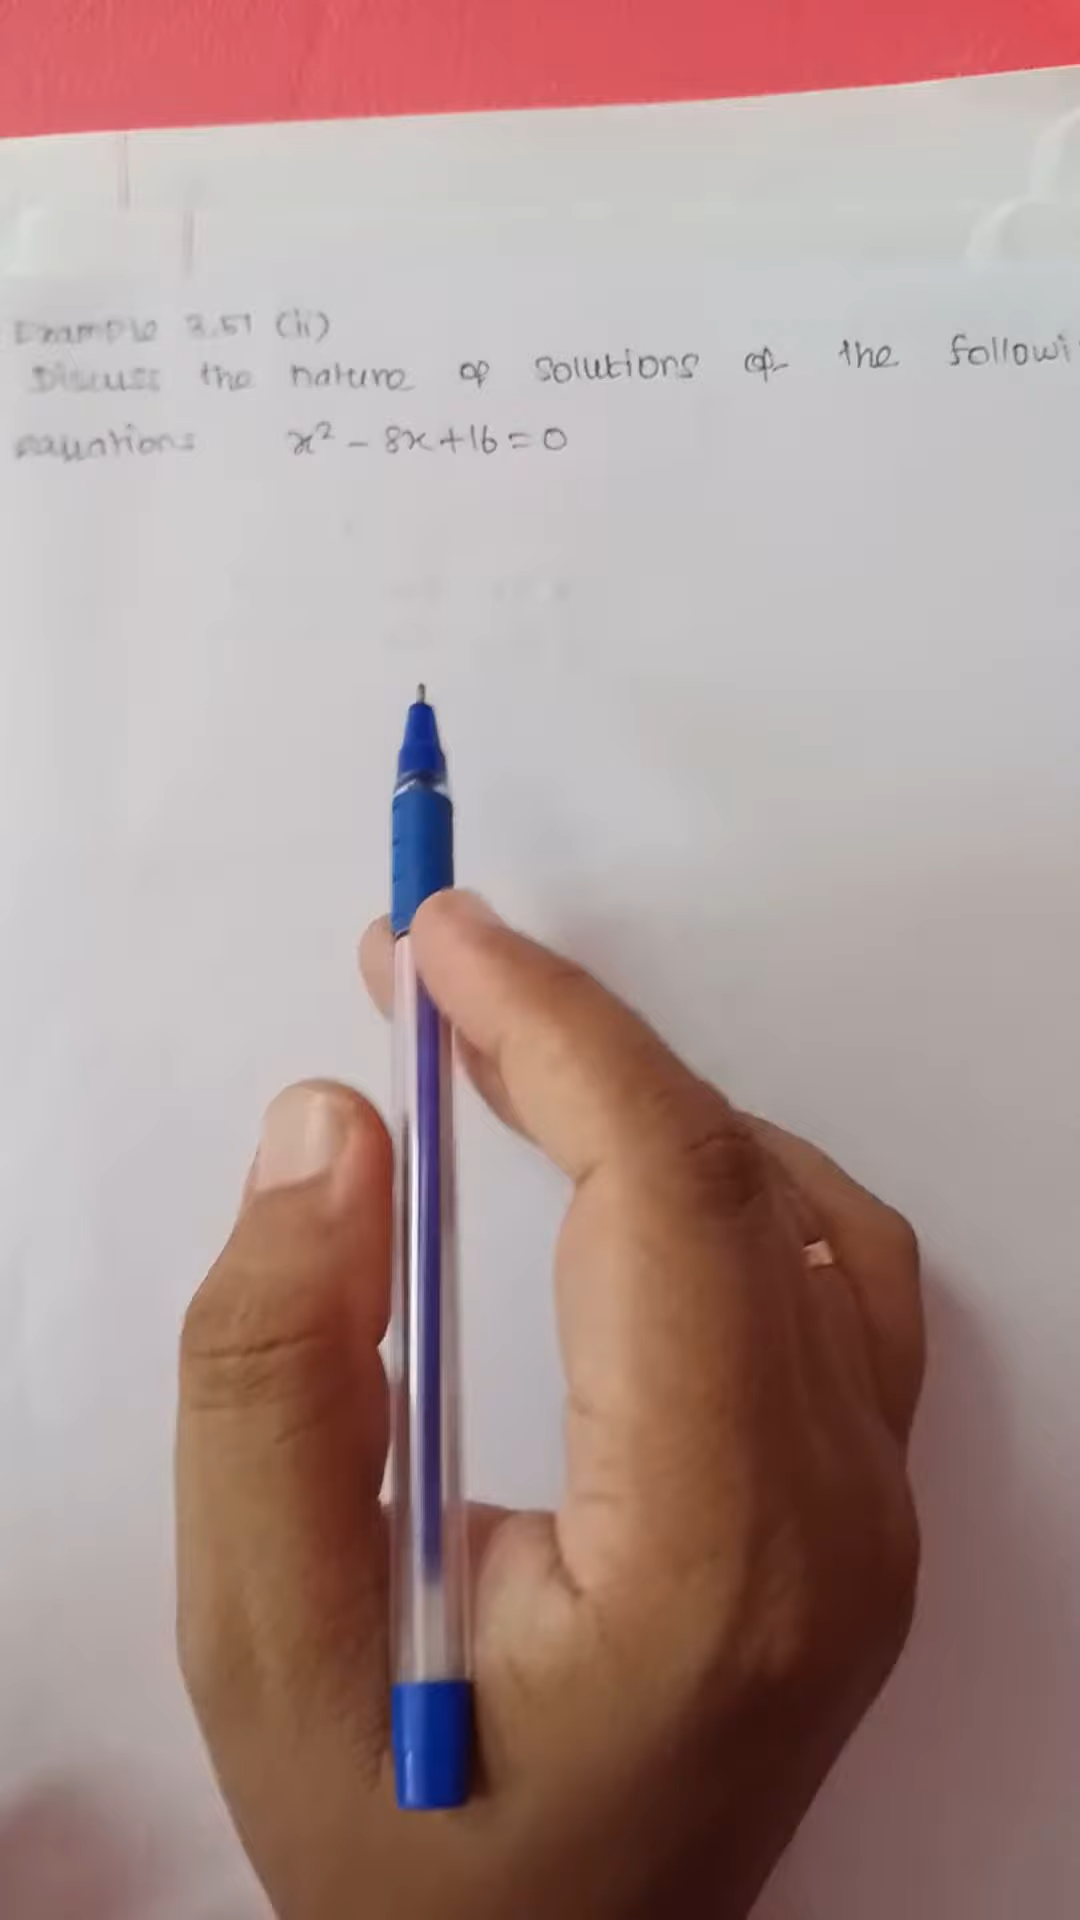 Example 3.51 (ii)
Discuss the nature of solutions of the followi
equations x² - 8x + 16 = 0